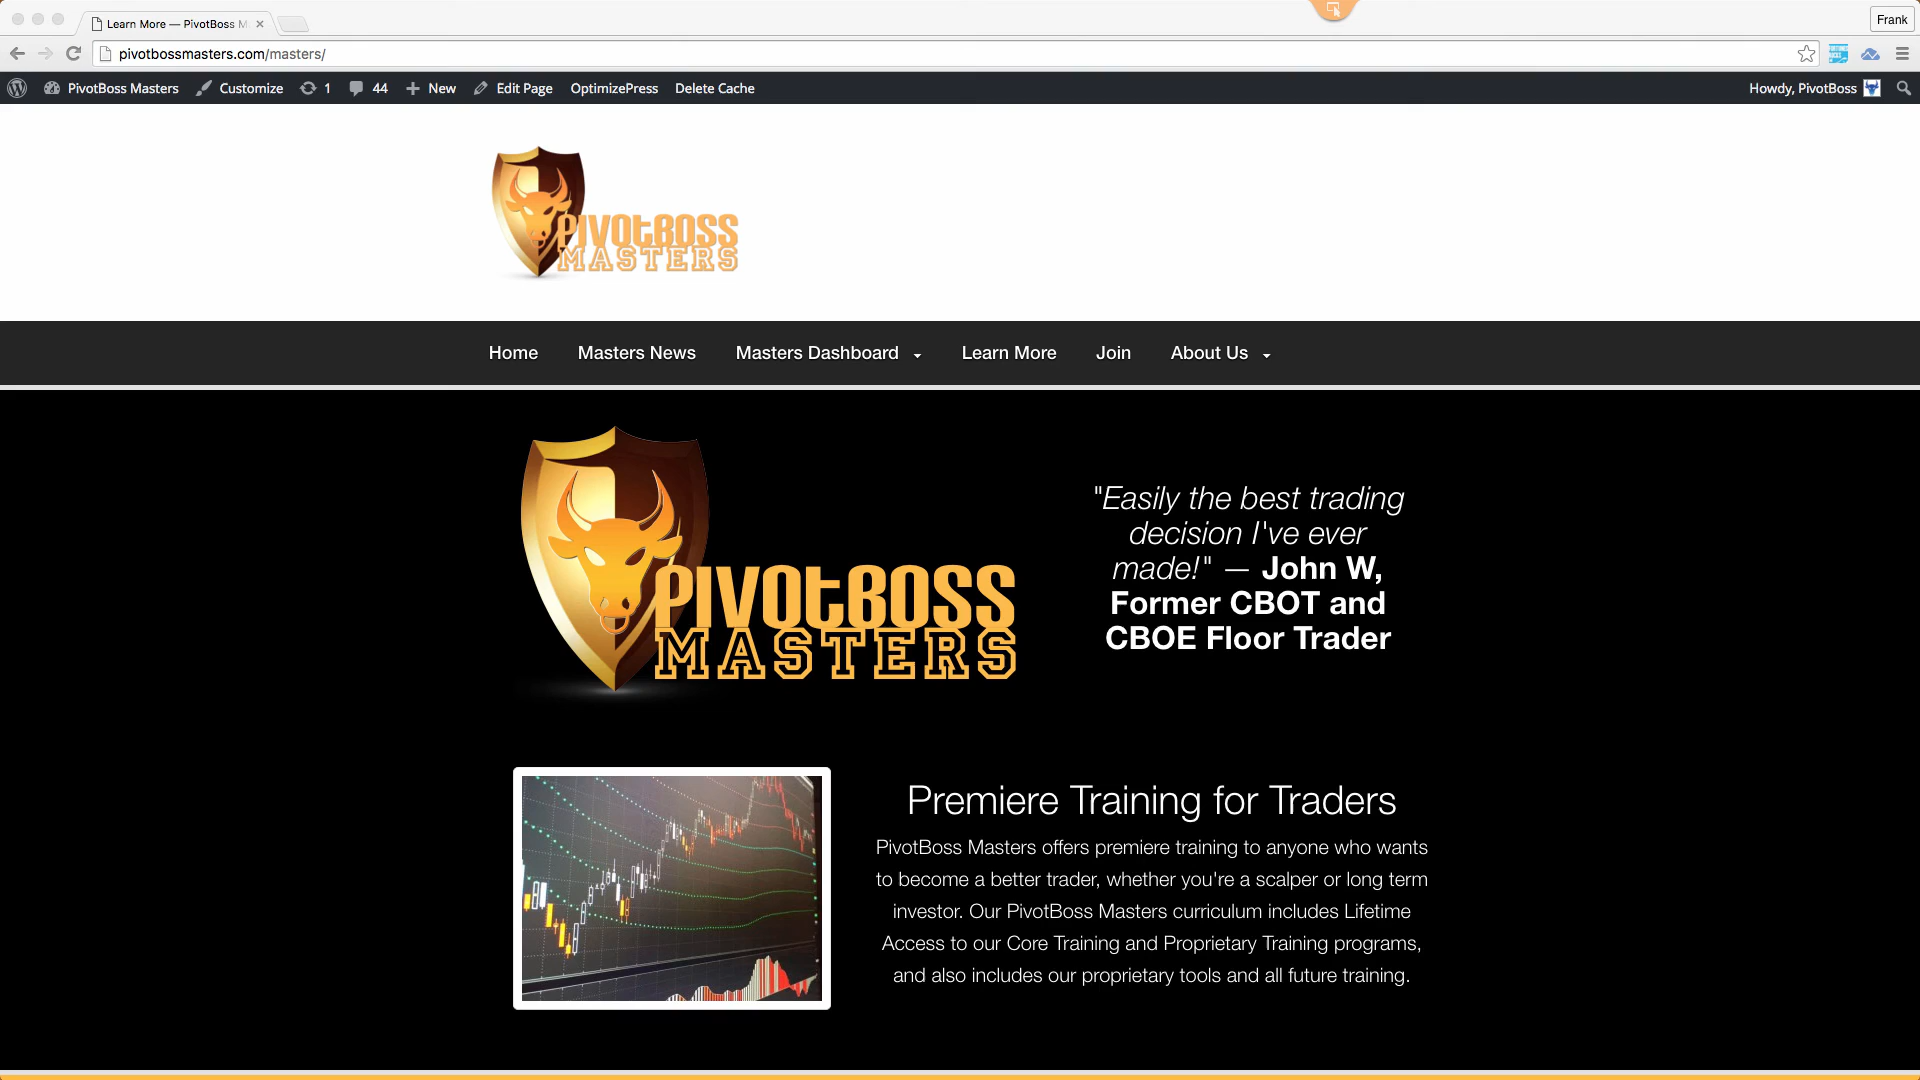 Learn More — PivotBoss M
Frank
pivotbossmasters.com/masters/
PivotBoss Masters Customize 1 44 New Edit Page OptimizePress Delete Cache Howdy, PivotBoss
PIVOtBOSS
MASTERS
Home Masters News Masters Dashboard Learn More Join About Us
PIVOtBOSS
MASTERS
"Easily the best trading
decision I've ever
made!" — John W,
Former CBOT and
CBOE Floor Trader
Premiere Training for Traders
PivotBoss Masters offers premiere training to anyone who wants
to become a better trader, whether you're a scalper or long term
investor. Our PivotBoss Masters curriculum includes Lifetime
Access to our Core Training and Proprietary Training programs,
and also includes our proprietary tools and all future training.